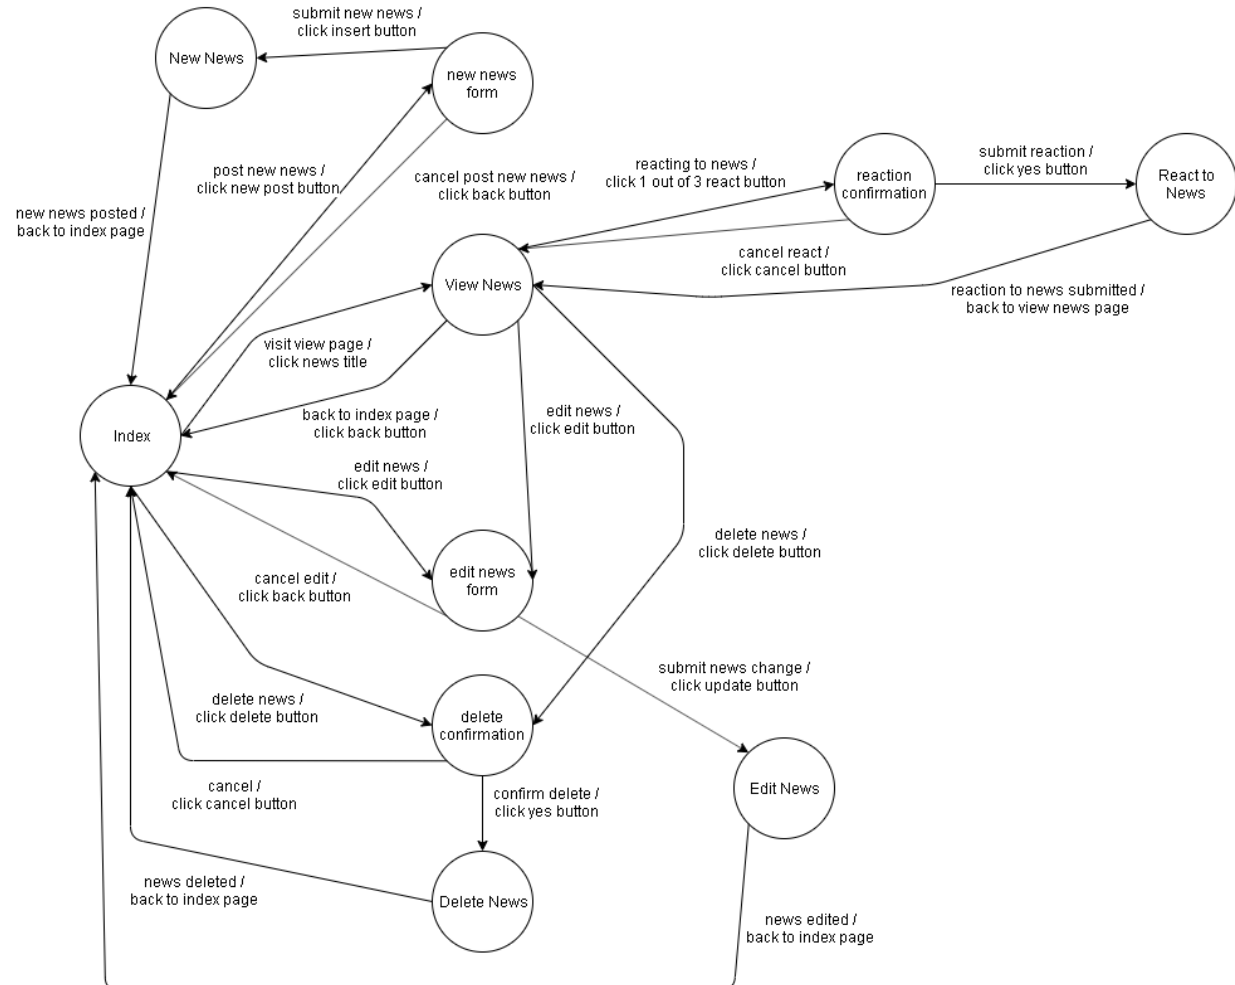 submit new news /
click insert button
New News
new news
form
post new news /
click new post button
cancel post new news /
click back button
reacting to news /
click 1 out of 3 react button
reaction
confirmation
submit reaction /
click yes button
React to
News
new news posted /
back to index page
cancel react /
click cancel button
View News
reaction to news submitted /
back to view news page
visit view page /
click news title
back to index page /
click back button
edit news /
click edit button
Index
edit news /
click edit button
delete news /
click delete button
cancel edit /
click back button
edit news
form
submit news change /
click update button
delete news /
click delete button
delete
confirmation
cancel /
click cancel button
confirm delete /
click yes button
Edit News
news deleted /
back to index page
Delete News
news edited /
back to index page